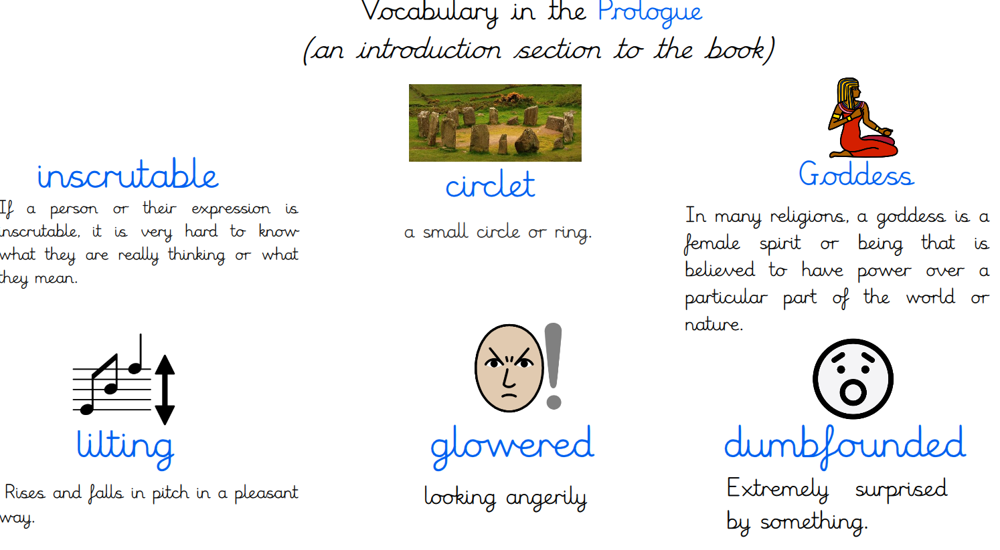 Vocabulary in the Prologue
(an introduction section to the book)
inscrutable
If a person or their expression is
inscrutable, it is very hard to know
what they are really thinking or what
they mean.
circlet
a small circle or ring.
Goddess
In many religions, a goddess is a
female spirit or being that is
believed to have power over a
particular part of the world or
nature.
lilting
Rises and falls in pitch in a pleasant
way.
glowered
looking angerily
dumbfounded
Extremely surprised
by something.